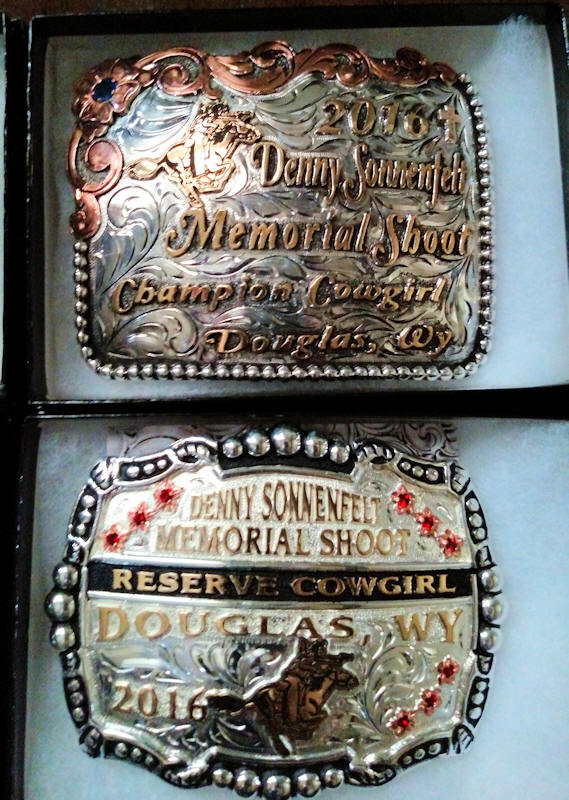 2016
Denny Sonnenfelt
Memorial Shoot
Champion Cowgirl
Douglas, Wy
DENNY SONNENFELT
MEMORIAL SHOOT
RESERVE COWGIRL
DOUGLAS, WY
2016